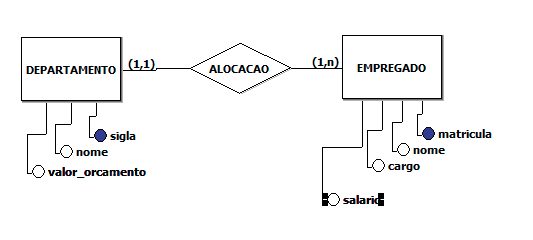 (1,1)
(1,n)
DEPARTAMENTO
ALOCACAO
EMPREGADO
sigla
nome
valor_orcamento
matricula
nome
cargo
salario